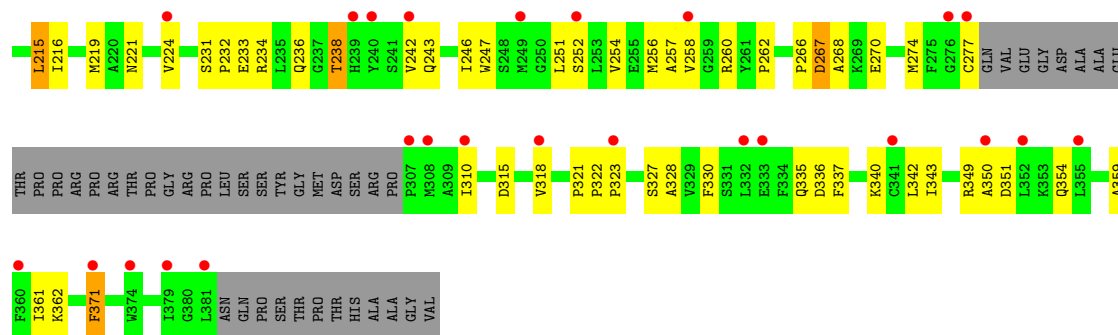 L215 I216 M219 A220 N221 V224 S231 P232 E233 R234 L235 Q236 G237 T238 H239 Y240 S241 V242 Q243 I246 W247 S248 M249 G250 L251 S252 L253 V254 E255 M256 A257 V258 G259 R260 Y261 P262 P266 D267 A268 K269 E270 M274 F275 G276 C277 GLN VAL GLU GLY ASP ALA ALA GLU
THR PRO PRO ARG PRO ARG THR PRO GLY ARG PRO LEU SER SER TYR GLY MET ASP SER ARG PRO P307 M308 A309 I310 D315 V318 P321 P322 P323 S327 A328 V329 F330 S331 L332 E333 F334 Q335 D336 F337 K340 C341 L342 I343 R349 A350 D351 L352 K353 Q354 L355 A359
F360 I361 K362 F371 W374 I379 G380 L381 ASN GLN PRO SER THR PRO THR HIS ALA ALA GLY VAL